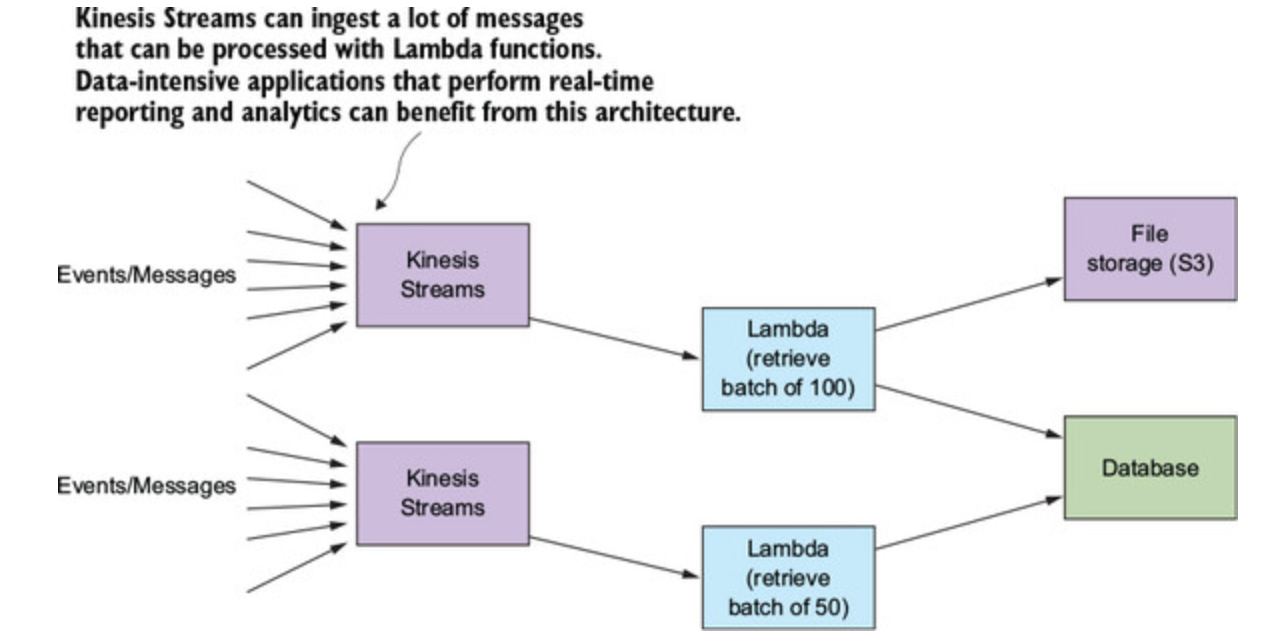 Kinesis Streams can ingest a lot of messages
that can be processed with Lambda functions.
Data-intensive applications that perform real-time
reporting and analytics can benefit from this architecture.
Events/Messages
Kinesis
Streams
Lambda
(retrieve
batch of 100)
File
storage (S3)
Database
Events/Messages
Kinesis
Streams
Lambda
(retrieve
batch of 50)